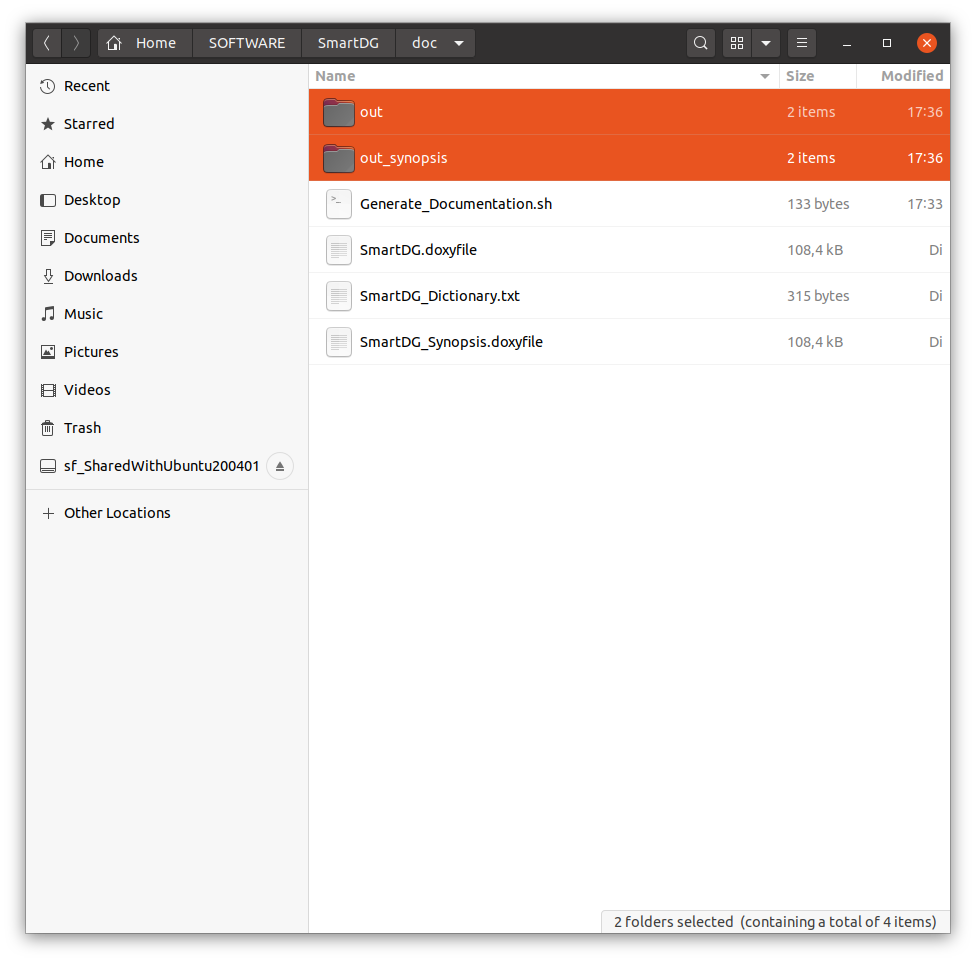 Home SOFTWARE SmartDG doc
Recent
Starred
Home
Desktop
Documents
Downloads
Music
Pictures
Videos
Trash
sf_SharedWithUbuntu200401
Other Locations
Name Size Modified
out 2 items 17:36
out_synopsis 2 items 17:36
Generate_Documentation.sh 133 bytes 17:33
SmartDG.doxyfile 108,4 kB Di
SmartDG_Dictionary.txt 315 bytes Di
SmartDG_Synopsis.doxyfile 108,4 kB Di
2 folders selected (containing a total of 4 items)